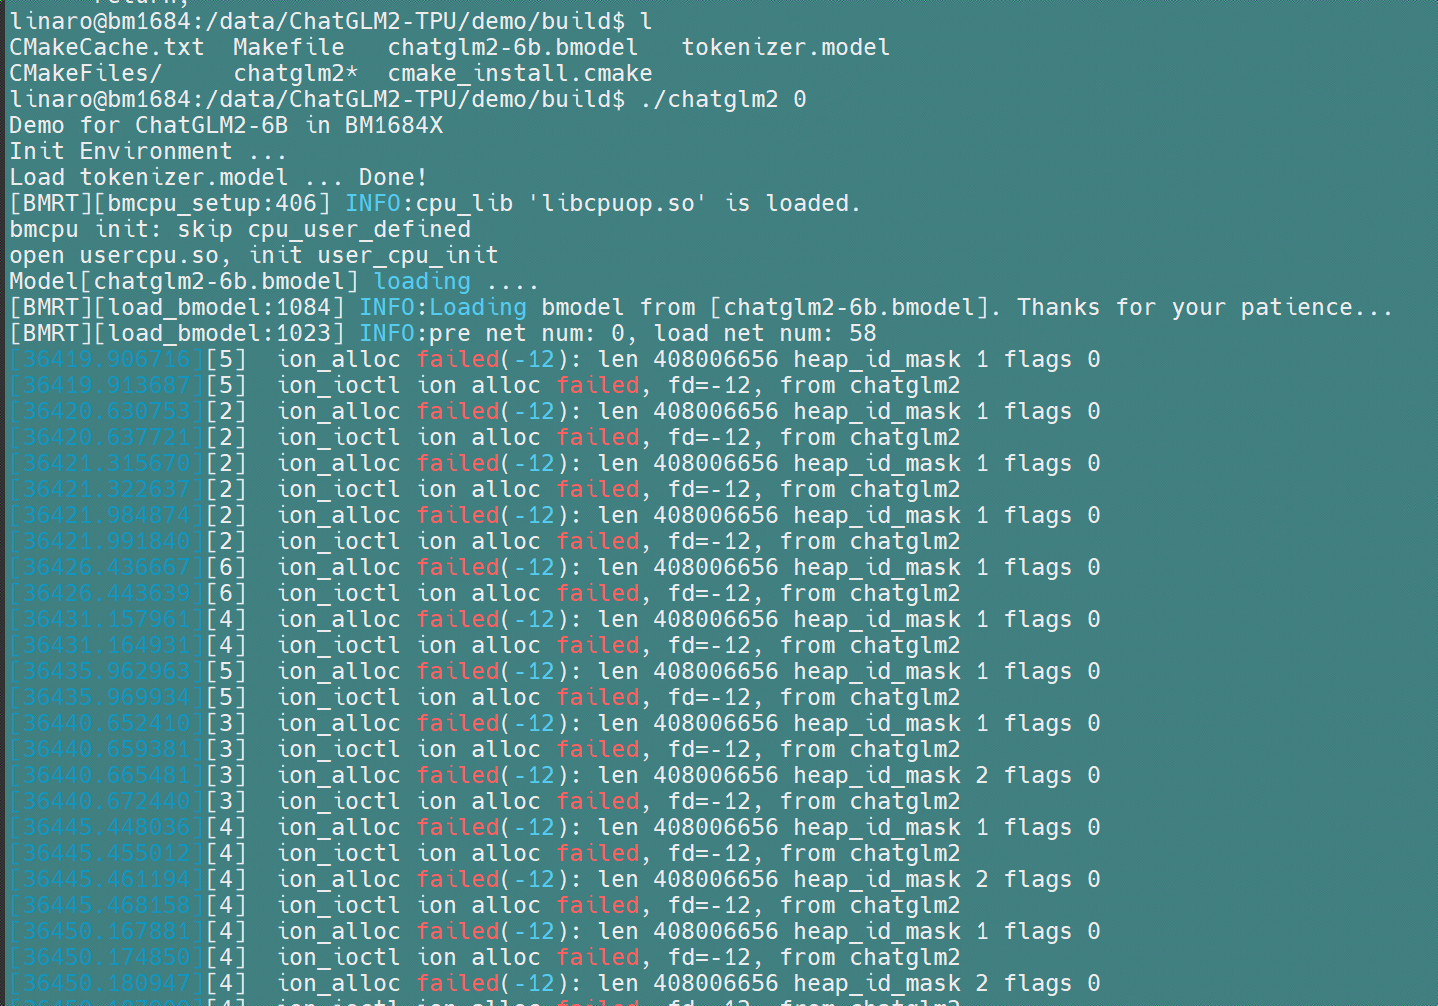 return;
linaro@bm1684:/data/ChatGLM2-TPU/demo/build$ l
CMakeCache.txt  Makefile   chatglm2-6b.bmodel   tokenizer.model
CMakeFiles/     chatglm2*  cmake_install.cmake
linaro@bm1684:/data/ChatGLM2-TPU/demo/build$ ./chatglm2 0
Demo for ChatGLM2-6B in BM1684X
Init Environment ...
Load tokenizer.model ... Done!
[BMRT][bmcpu_setup:406] INFO:cpu_lib 'libcpuop.so' is loaded.
bmcpu init: skip cpu_user_defined
open usercpu.so, init user_cpu_init
Model[chatglm2-6b.bmodel] loading ....
[BMRT][load_bmodel:1084] INFO:Loading bmodel from [chatglm2-6b.bmodel]. Thanks for your patience...
[BMRT][load_bmodel:1023] INFO:pre net num: 0, load net num: 58
[36419.906716][5]  ion_alloc failed(-12): len 408006656 heap_id_mask 1 flags 0
[36419.913687][5]  ion_ioctl ion alloc failed, fd=-12, from chatglm2
[36420.630753][2]  ion_alloc failed(-12): len 408006656 heap_id_mask 1 flags 0
[36420.637721][2]  ion_ioctl ion alloc failed, fd=-12, from chatglm2
[36421.315670][2]  ion_alloc failed(-12): len 408006656 heap_id_mask 1 flags 0
[36421.322637][2]  ion_ioctl ion alloc failed, fd=-12, from chatglm2
[36421.984874][2]  ion_alloc failed(-12): len 408006656 heap_id_mask 1 flags 0
[36421.991840][2]  ion_ioctl ion alloc failed, fd=-12, from chatglm2
[36426.436667][6]  ion_alloc failed(-12): len 408006656 heap_id_mask 1 flags 0
[36426.443639][6]  ion_ioctl ion alloc failed, fd=-12, from chatglm2
[36431.157961][4]  ion_alloc failed(-12): len 408006656 heap_id_mask 1 flags 0
[36431.164931][4]  ion_ioctl ion alloc failed, fd=-12, from chatglm2
[36435.962963][5]  ion_alloc failed(-12): len 408006656 heap_id_mask 1 flags 0
[36435.969934][5]  ion_ioctl ion alloc failed, fd=-12, from chatglm2
[36440.652410][3]  ion_alloc failed(-12): len 408006656 heap_id_mask 1 flags 0
[36440.659381][3]  ion_ioctl ion alloc failed, fd=-12, from chatglm2
[36440.665481][3]  ion_alloc failed(-12): len 408006656 heap_id_mask 2 flags 0
[36440.672440][3]  ion_ioctl ion alloc failed, fd=-12, from chatglm2
[36445.448036][4]  ion_alloc failed(-12): len 408006656 heap_id_mask 1 flags 0
[36445.455012][4]  ion_ioctl ion alloc failed, fd=-12, from chatglm2
[36445.461194][4]  ion_alloc failed(-12): len 408006656 heap_id_mask 2 flags 0
[36445.468158][4]  ion_ioctl ion alloc failed, fd=-12, from chatglm2
[36450.167881][4]  ion_alloc failed(-12): len 408006656 heap_id_mask 1 flags 0
[36450.174850][4]  ion_ioctl ion alloc failed, fd=-12, from chatglm2
[36450.180947][4]  ion_alloc failed(-12): len 408006656 heap_id_mask 2 flags 0
ion_ioctl ion alloc failed, fd=-12, from chatglm2